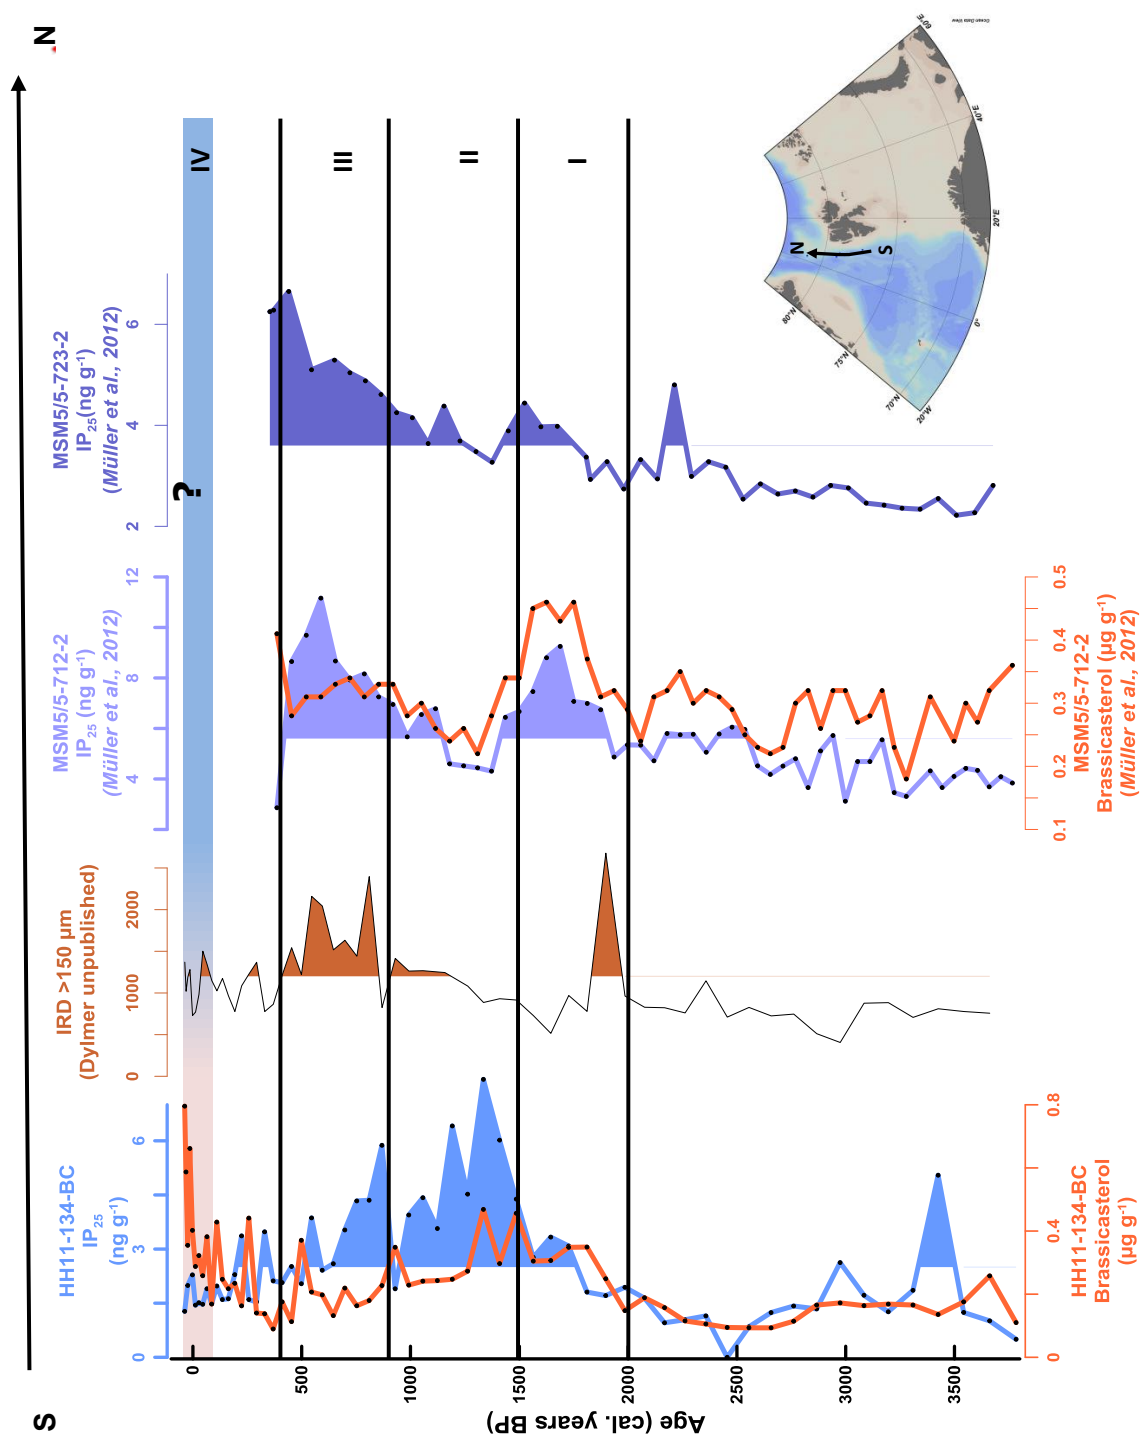 N
S
IV
III
II
I
?
MSM5/5-723-2
IP25(ng g-1)
(Müller et al., 2012)
2
4
6
MSM5/5-712-2
IP25 (ng g-1)
(Müller et al., 2012)
4
8
12
IRD >150 µm
(Dylmer unpublished)
0
1000
2000
HH11-134-BC
IP25
(ng g-1)
0
3
6
0.1
0.2
0.3
0.4
0.5
MSM5/5-712-2
Brassicasterol (µg g-1)
(Müller et al., 2012)
0
0.4
0.8
HH11-134-BC
Brassicasterol
(µg g-1)
0
500
1000
1500
2000
2500
3000
3500
Age (cal. years BP)
Ocean Data View
60°E
40°E
20°E
0°
20°W
70°N
75°N
80°N
N
S